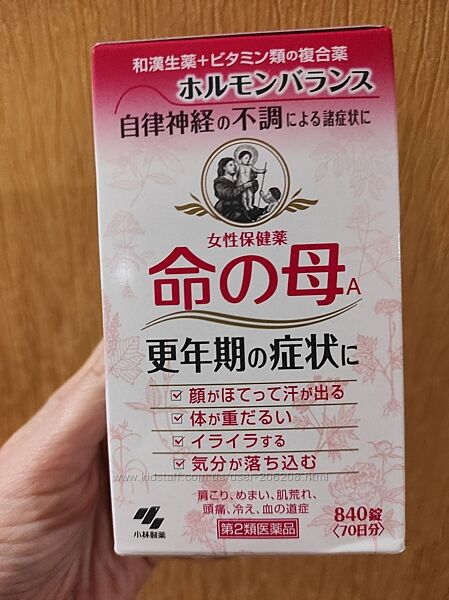 和漢生薬+ビタミン類の複合薬
ホルモンバランス
自律神経の不調による諸症状に
女性保健薬
命の母A
更年期の症状に
顔がほてって汗が出る
体が重だるい
イライラする
気分が落ち込む
肩こり、めまい、肌荒れ、
頭痛、冷え、血の道症
小林製薬
第2類医薬品
840錠
〈70日分〉